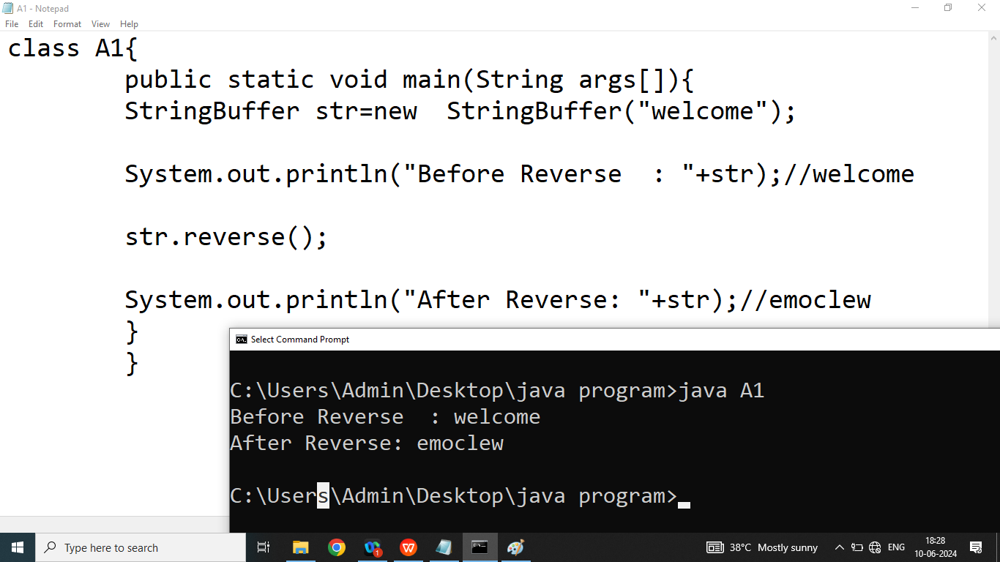 A1 - Notepad
File Edit Format View Help
class A1{
public static void main(String args[]){
StringBuffer str=new  StringBuffer("welcome");
System.out.println("Before Reverse  : "+str);//welcome
str.reverse();
System.out.println("After Reverse: "+str);//emoclew
}
}
Select Command Prompt
C:\Users\Admin\Desktop\java program>java A1
Before Reverse  : welcome
After Reverse: emoclew
C:\Users\Admin\Desktop\java program>
Type here to search
1
38°C Mostly sunny
ENG
18:28
10-06-2024